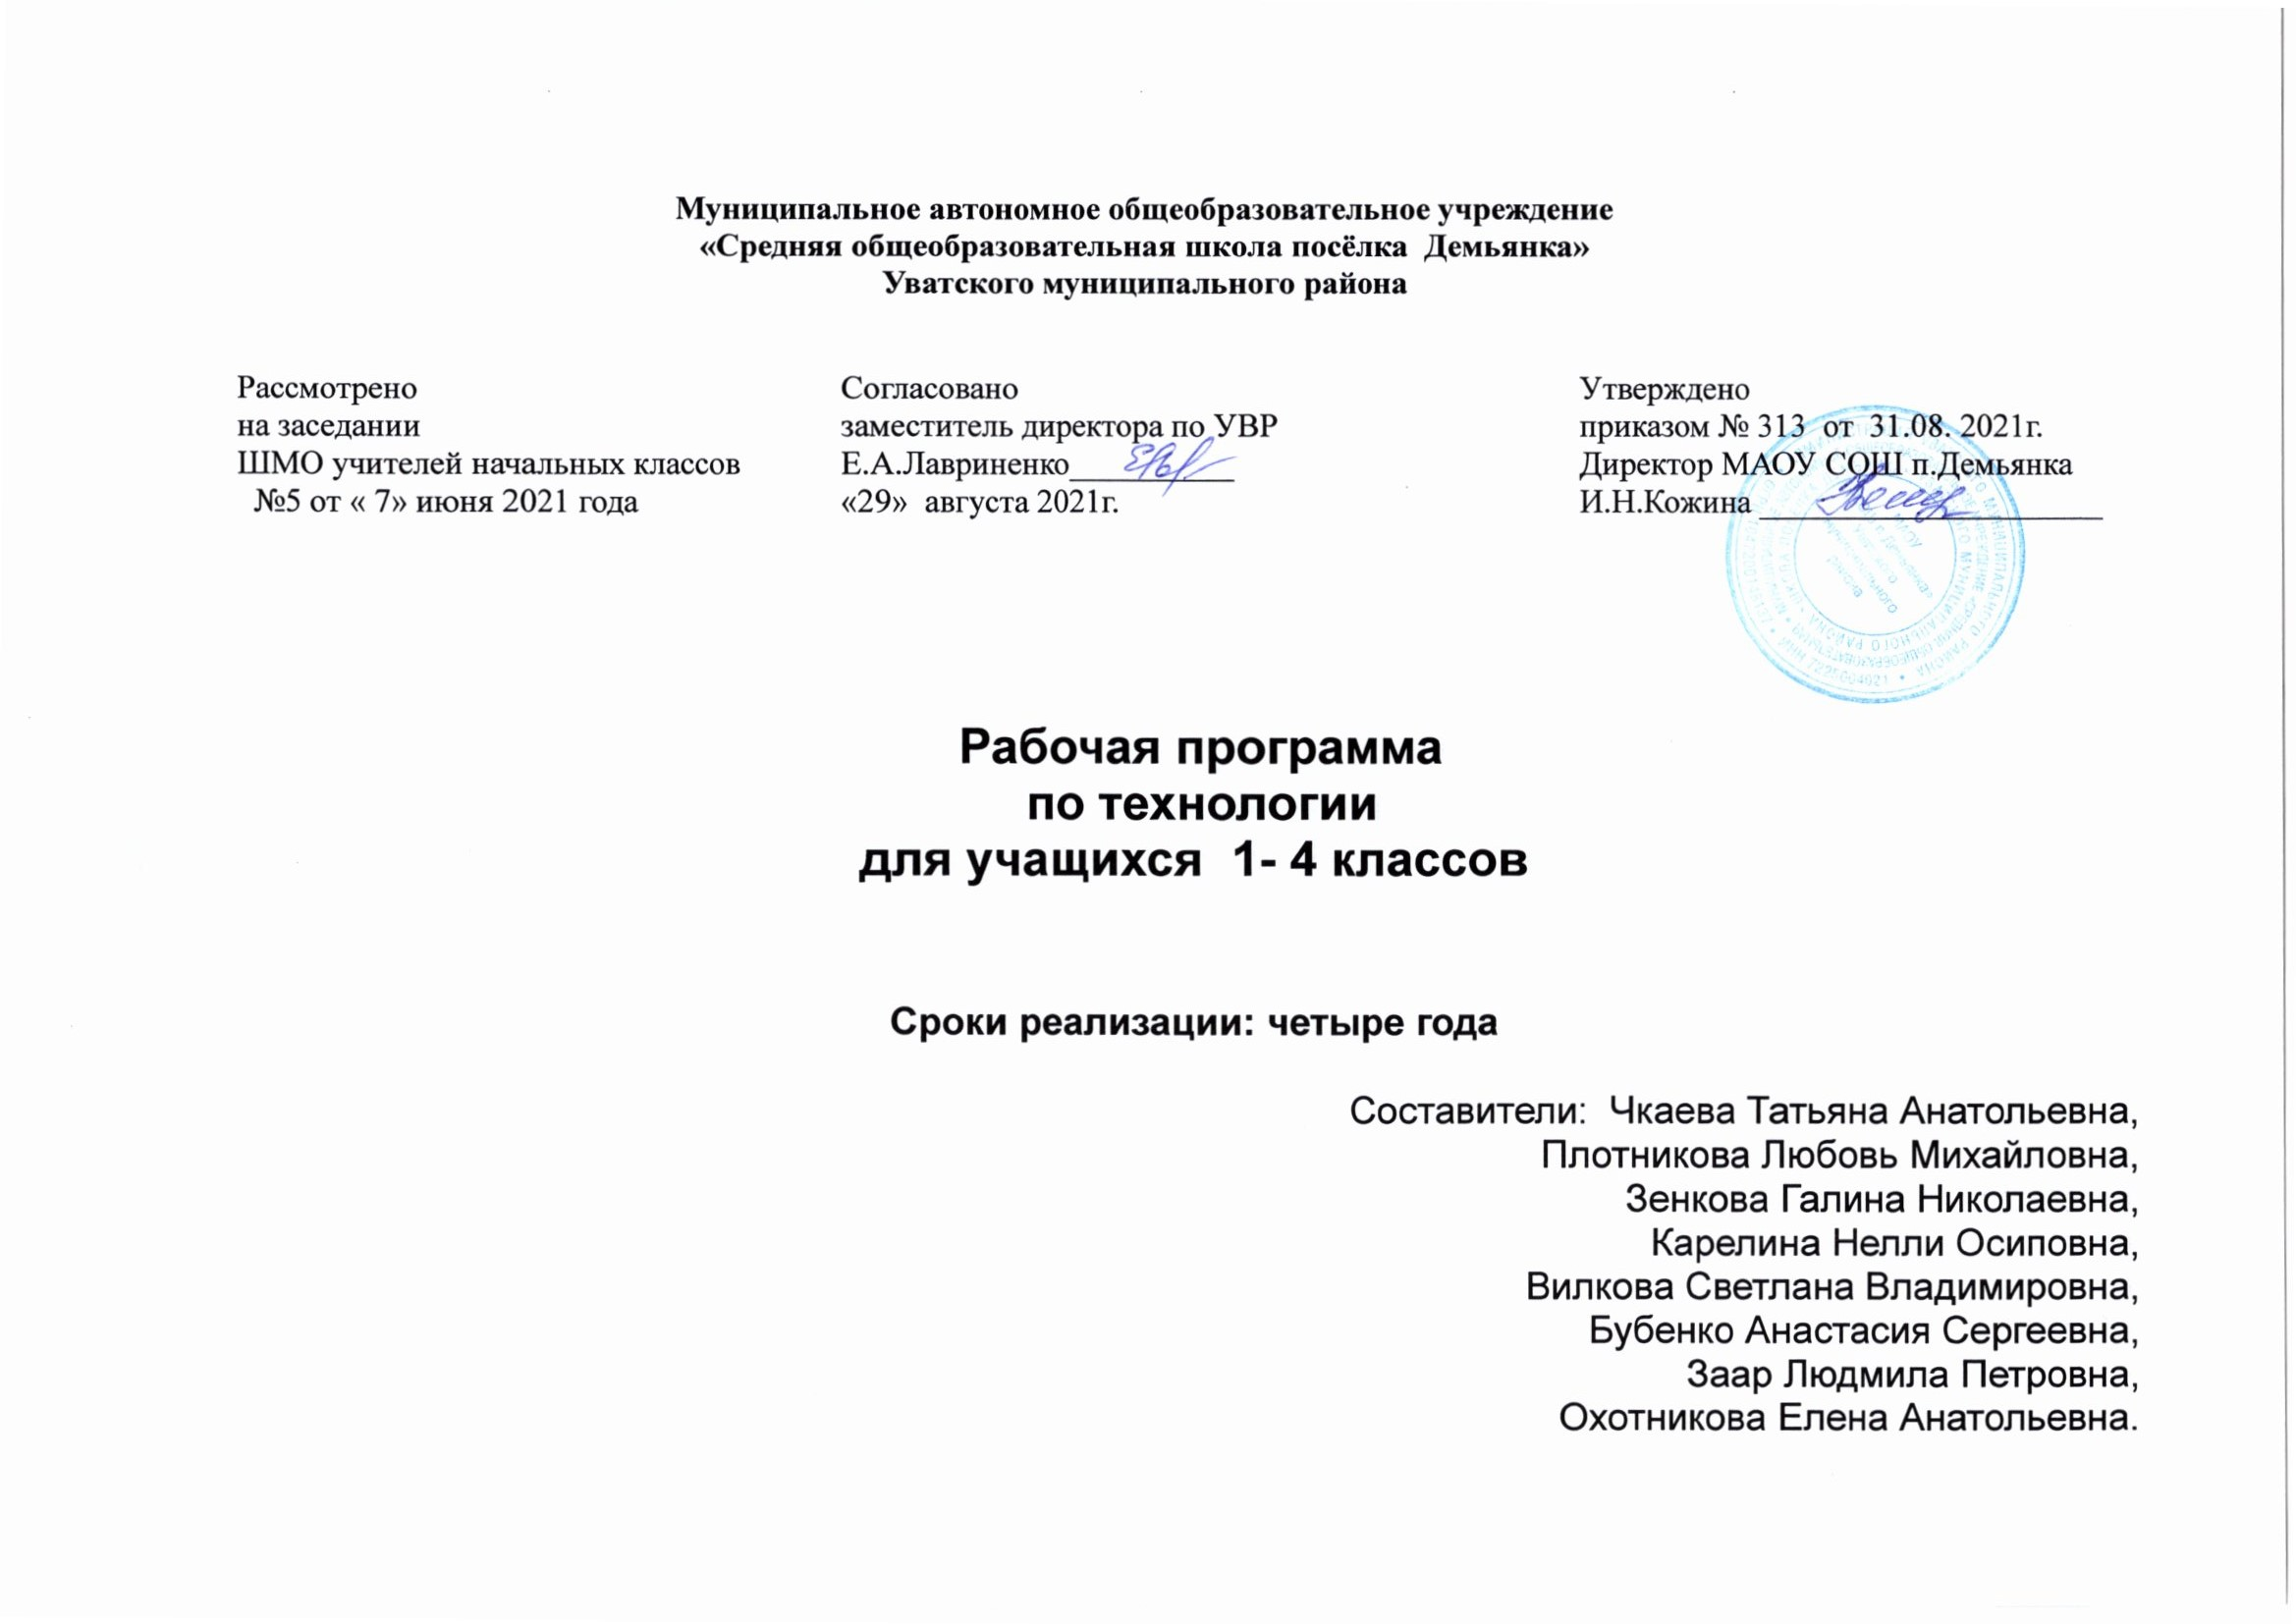 Муниципальное автономное общеобразовательное учреждение
«Средняя общеобразовательная школа посёлка Демьянка»
Уватского муниципального района
Рассмотрено
на заседании
ШМО учителей начальных классов
№5 от « 7» июня 2021 года
Согласовано
заместитель директора по УВР
Е.А.Лавриненко
«29» августа 2021г.
Утверждено
приказом № 313 от 31.08. 2021г.
Директор МАОУ СОШ п.Демьянка
И.Н.Кожина
Рабочая программа
по технологии
для учащихся 1- 4 классов
Сроки реализации: четыре года
Составители: Чкаева Татьяна Анатольевна,
Плотникова Любовь Михайловна,
Зенкова Галина Николаевна,
Карелина Нелли Осиповна,
Вилкова Светлана Владимировна,
Бубенко Анастасия Сергеевна,
Заар Людмила Петровна,
Охотникова Елена Анатольевна.